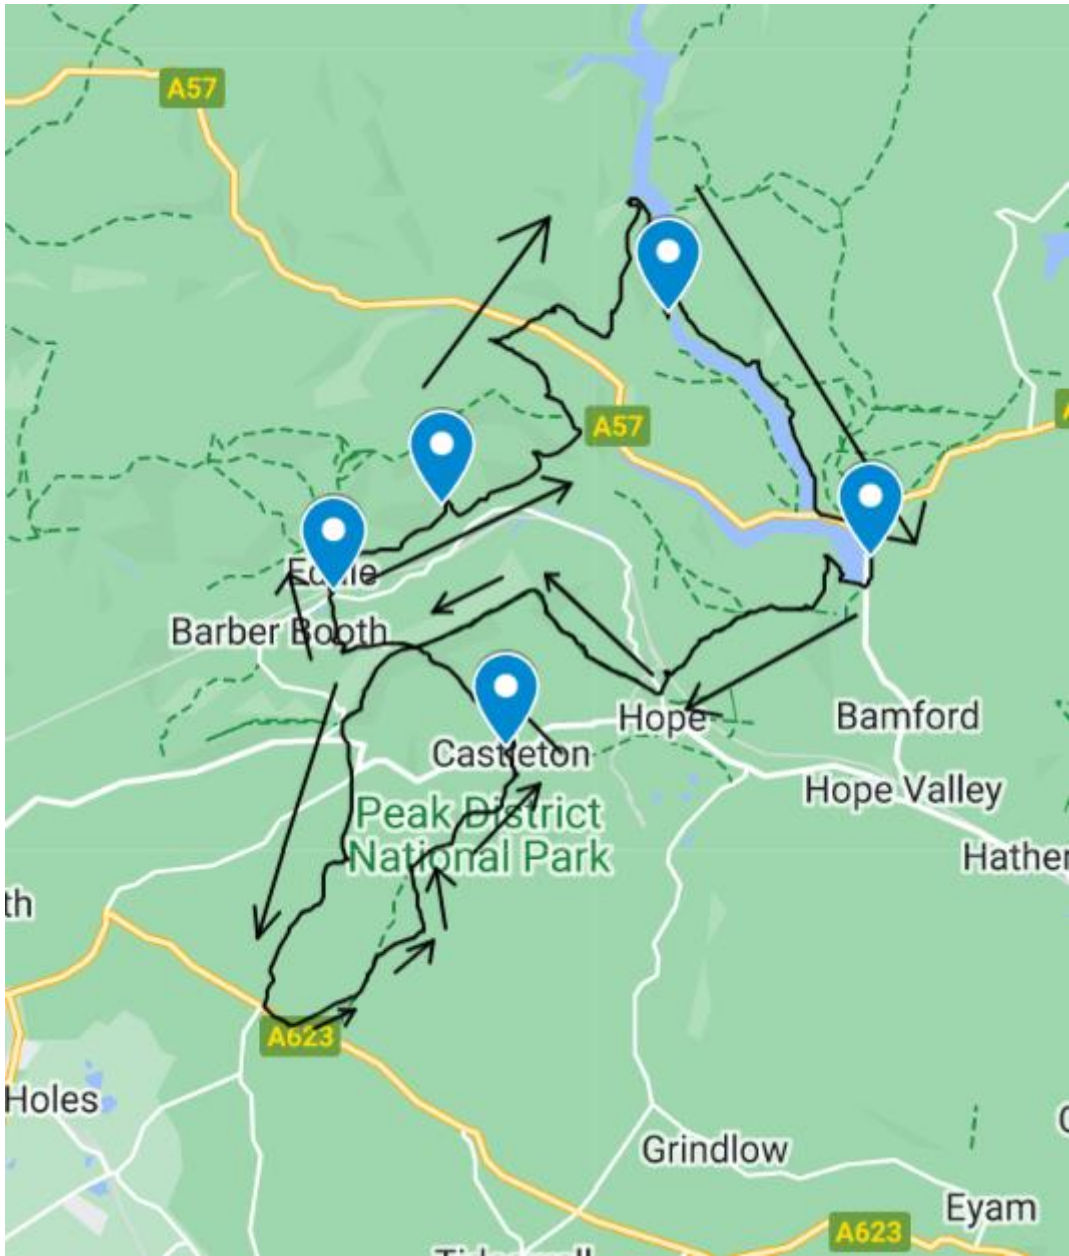 A57
A57
Edale
Barber Booth
Hope
Bamford
Castleton
Hope Valley
Peak District
National Park
Hather
th
A623
Holes
Grindlow
Eyam
A623